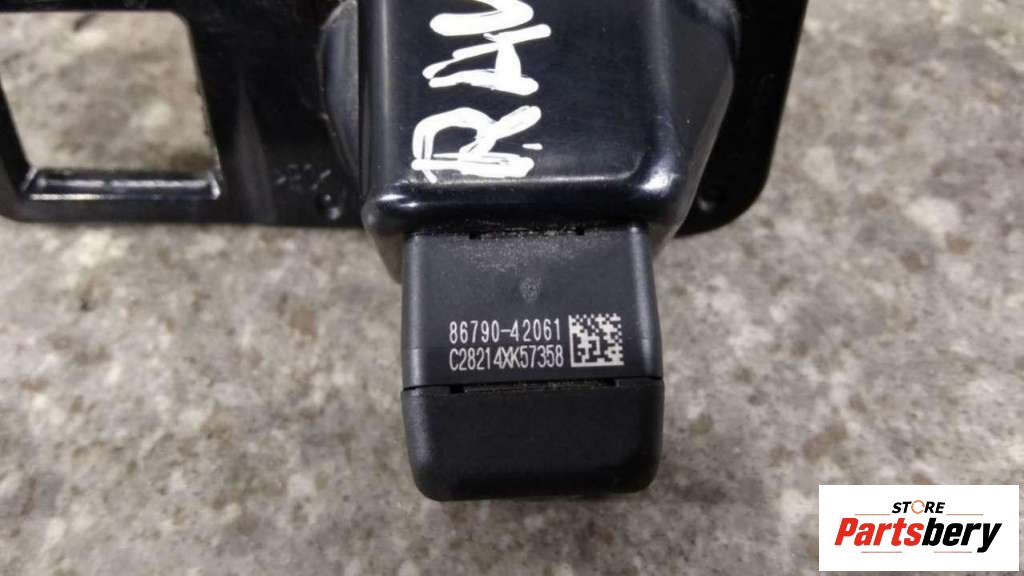 RAV
86790-42061
C28214XK57358
STORE
Partsbery